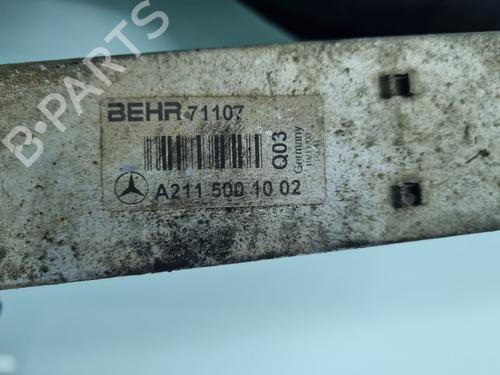 B-PARTS
BEHR 71107
Q03
Germany
A211 500 10 02